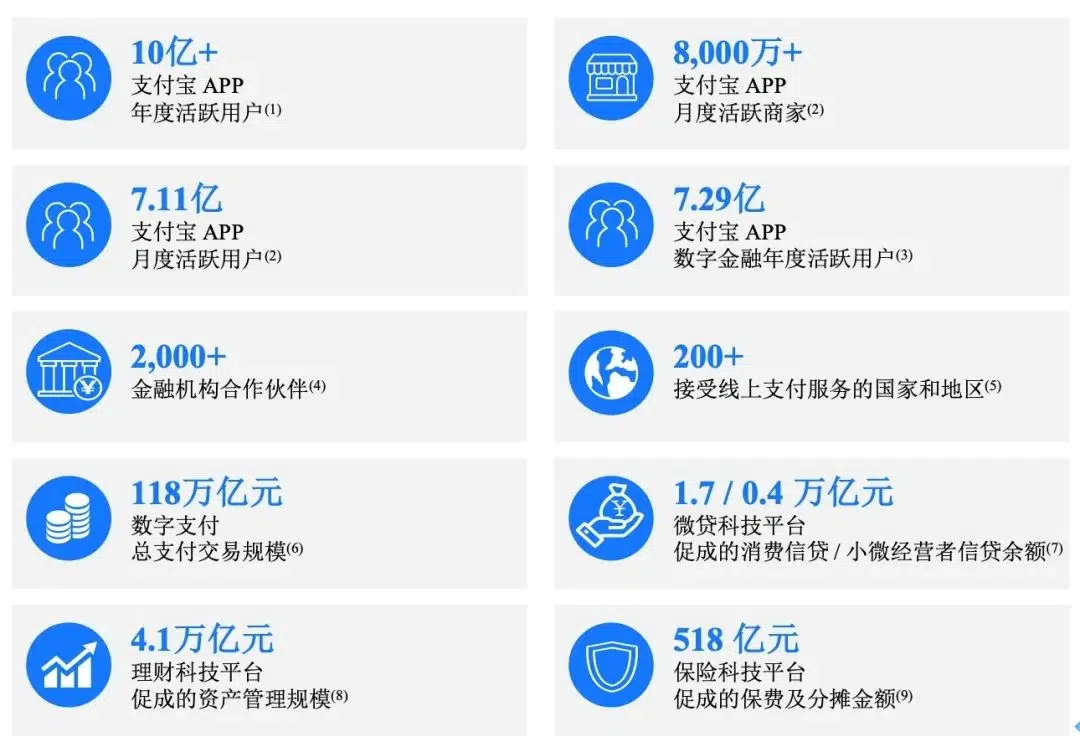 10亿+
支付宝 APP
年度活跃用户(1)
8,000万+
支付宝 APP
月度活跃商家(2)
7.11亿
支付宝 APP
月度活跃用户(2)
7.29亿
支付宝 APP
数字金融年度活跃用户(3)
2,000+
金融机构合作伙伴(4)
200+
接受线上支付服务的国家和地区(5)
118万亿元
数字支付
总支付交易规模(6)
1.7 / 0.4 万亿元
微贷科技平台
促成的消费信贷 / 小微经营者信贷余额(7)
4.1万亿元
理财科技平台
促成的资产管理规模(8)
518 亿元
保险科技平台
促成的保费及分摊金额(9)